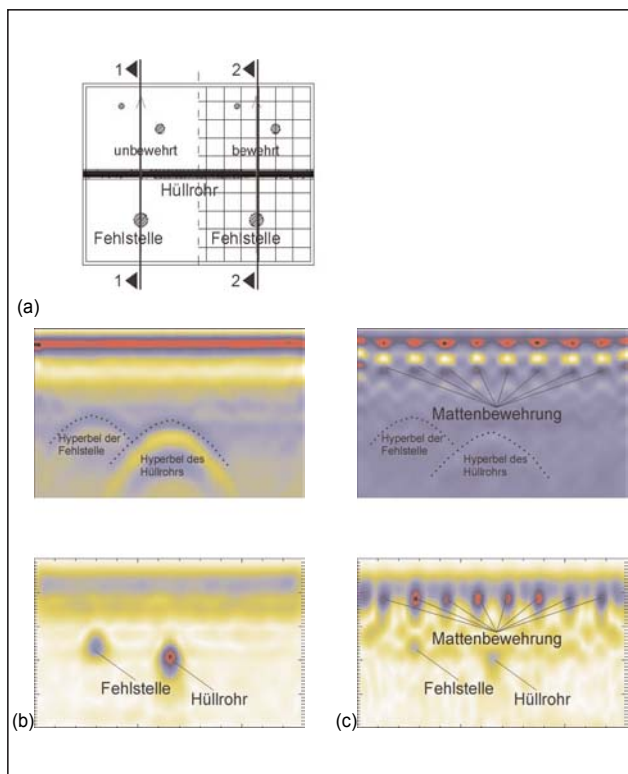 1 2
unbewehrt bewehrt
Hüllrohr
Fehlstelle Fehlstelle
1 2
(a)
Hyperbel der
Fehlstelle
Hyperbel des
Hüllrohrs
Mattenbewehrung
Hyperbel der
Fehlstelle
Hyperbel des
Hüllrohrs
Fehlstelle
Hüllrohr
(b)
Mattenbewehrung
Fehlstelle
Hüllrohr
(c)